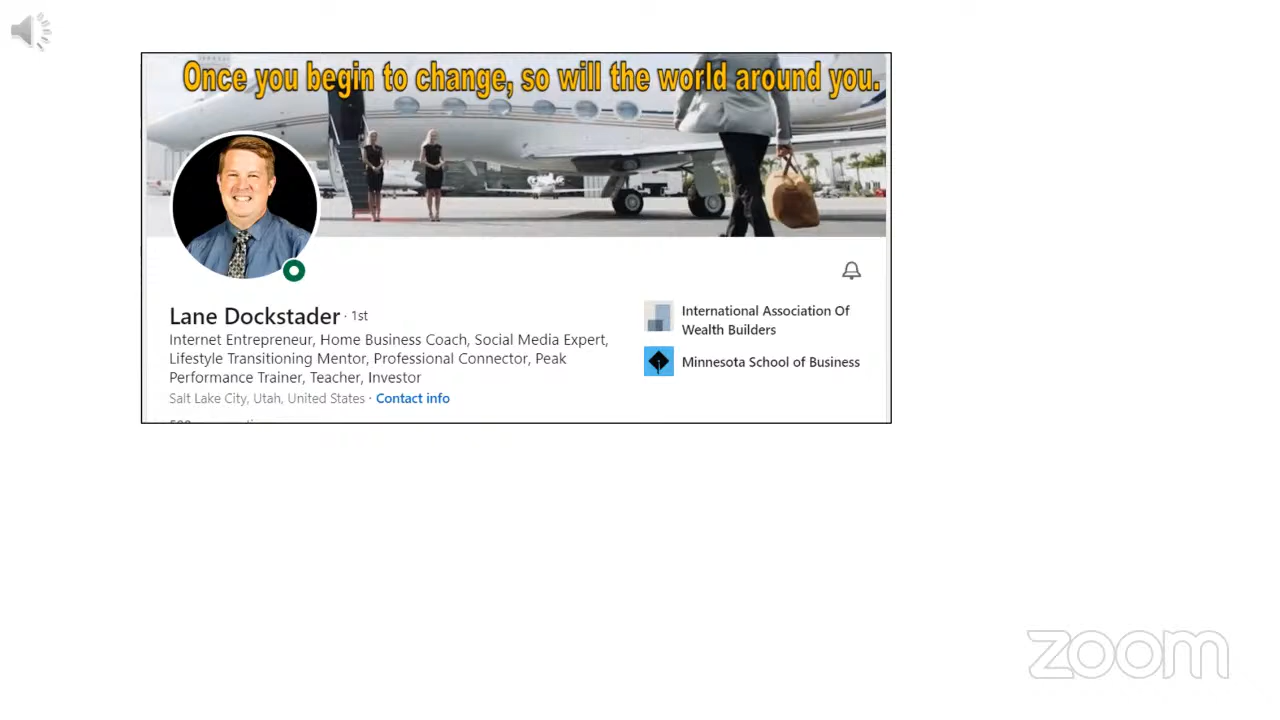 Once you begin to change, so will the world around you.
Lane Dockstader · 1st
Internet Entrepreneur, Home Business Coach, Social Media Expert,
Lifestyle Transitioning Mentor, Professional Connector, Peak
Performance Trainer, Teacher, Investor
Salt Lake City, Utah, United States · Contact info
International Association Of
Wealth Builders
Minnesota School of Business
zoom